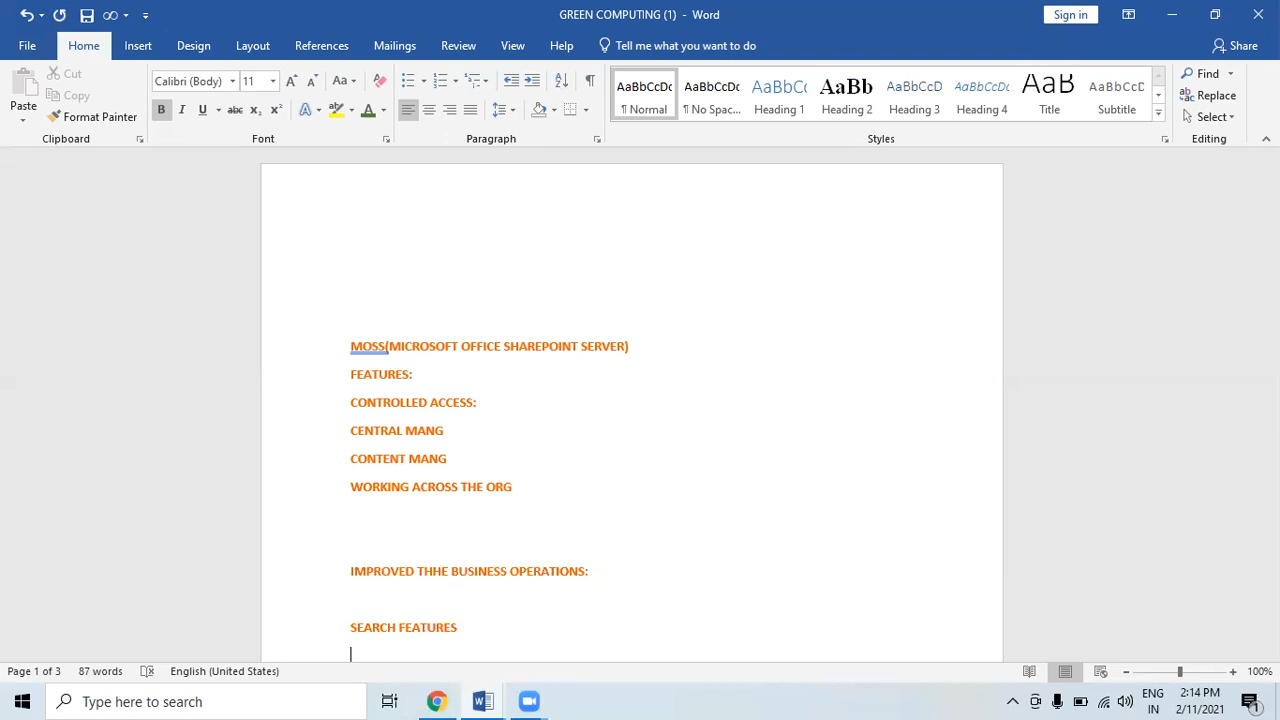 GREEN COMPUTING (1) - Word
Sign in
File Home Insert Design Layout References Mailings Review View Help Tell me what you want to do Share
Paste
Cut
Copy
Format Painter
Clipboard
Calibri (Body) 11
Font
Paragraph
AaBbCcDc AaBbCcDc AaBbCc AaBb AaBbCcD AaBbCcDc AaB AaBbCcD
¶ Normal ¶ No Spac... Heading 1 Heading 2 Heading 3 Heading 4 Title Subtitle
Styles
Find
Replace
Select
Editing
MOSS(MICROSOFT OFFICE SHAREPOINT SERVER)
FEATURES:
CONTROLLED ACCESS:
CENTRAL MANG
CONTENT MANG
WORKING ACROSS THE ORG
IMPROVED THHE BUSINESS OPERATIONS:
SEARCH FEATURES
Page 1 of 3 87 words English (United States) 100%
Type here to search
ENG
IN
2:14 PM
2/11/2021